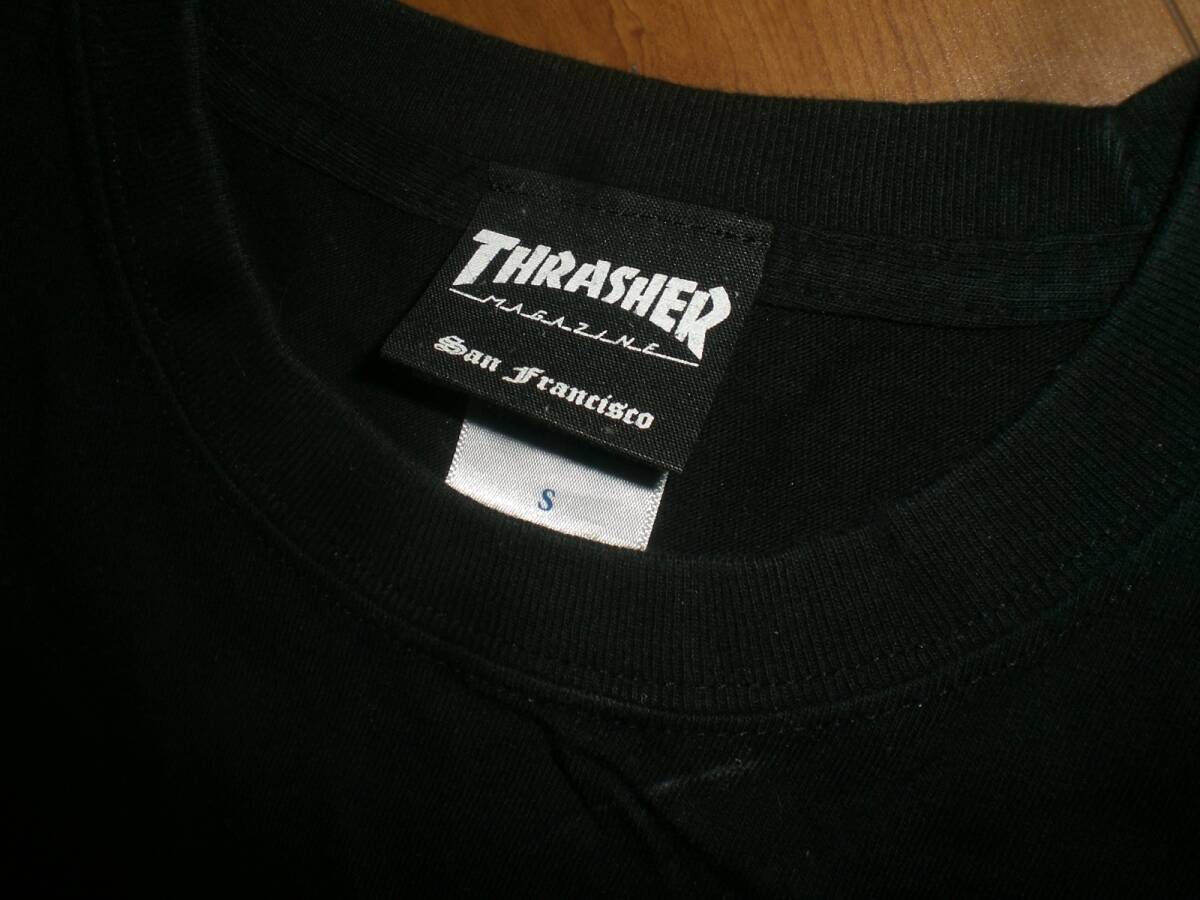 THRASHER
MAGAZINE
San Francisco
S